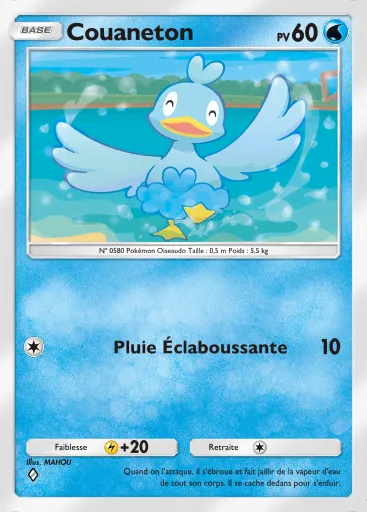 BASE Couaneton PV 60
N° 0580 Pokémon Oiseaudo Taille : 0,5 m Poids : 5,5 kg
Pluie Éclaboussante 10
Faiblesse +20 Retraite
Illus. MAHOU
Quand on l'attaque, il s'ébroue et fait jaillir de la vapeur d'eau
de tout son corps. Il se cache dedans pour s'enfuir.